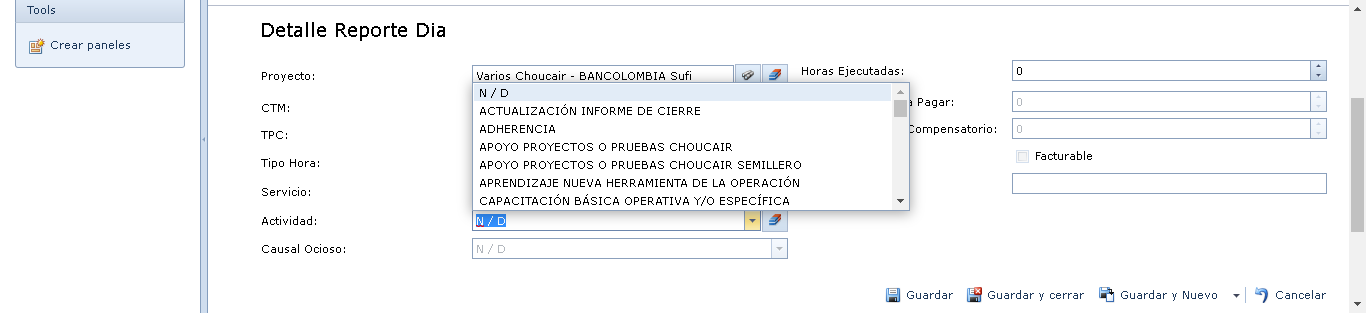 Tools
Crear paneles
Detalle Reporte Dia
Proyecto:
Varios Choucair - BANCOLOMBIA Sufi
CTM:
TPC:
Tipo Hora:
Servicio:
Actividad:
N / D
Causal Ocioso:
N / D
N / D
ACTUALIZACIÓN INFORME DE CIERRE
ADHERENCIA
APOYO PROYECTOS O PRUEBAS CHOUCAIR
APOYO PROYECTOS O PRUEBAS CHOUCAIR SEMILLERO
APRENDIZAJE NUEVA HERRAMIENTA DE LA OPERACIÓN
CAPACITACIÓN BÁSICA OPERATIVA Y/O ESPECÍFICA
Horas Ejecutadas:
0
a Pagar:
0
Compensatorio:
0
Facturable
Guardar
Guardar y cerrar
Guardar y Nuevo
Cancelar